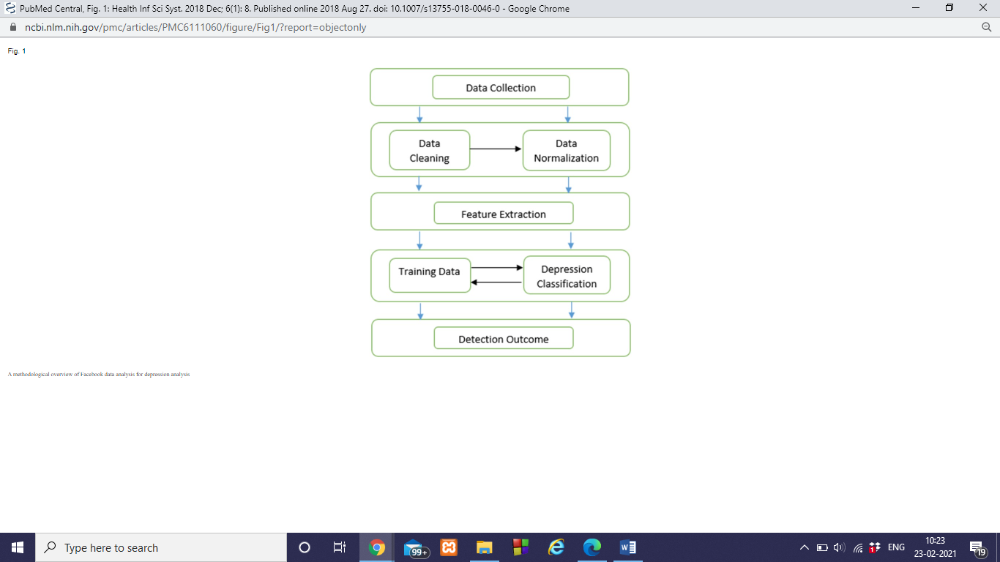 PubMed Central, Fig. 1: Health Inf Sci Syst. 2018 Dec; 6(1): 8. Published online 2018 Aug 27. doi: 10.1007/s13755-018-0046-0 - Google Chrome
ncbi.nlm.nih.gov/pmc/articles/PMC6111060/figure/Fig1/?report=objectonly
Fig. 1
Data Collection
Data
Cleaning
Data
Normalization
Feature Extraction
Training Data
Depression
Classification
Detection Outcome
A methodological overview of Facebook data analysis for depression analysis
Type here to search
99+
W
1
ENG
10:23
23-02-2021
19